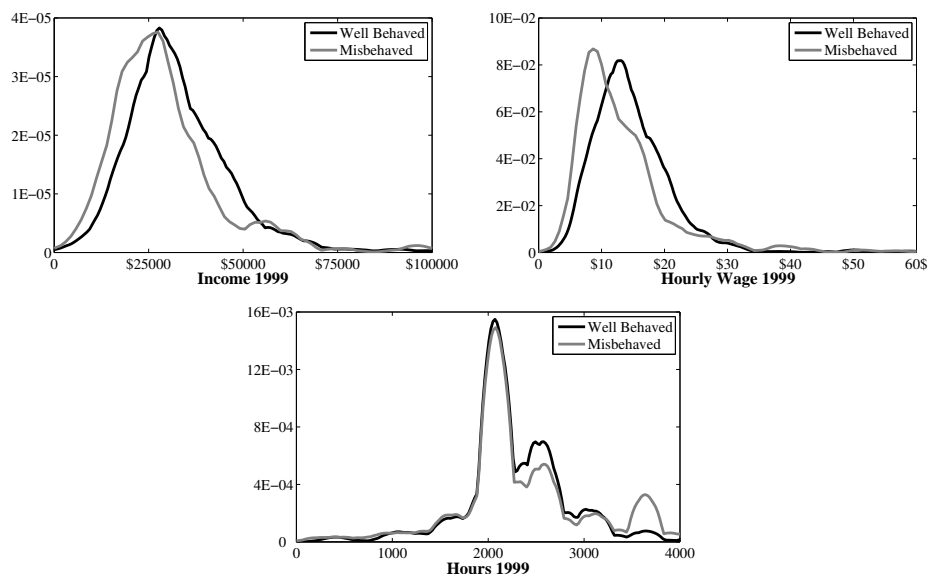 4E−05
3E−05
2E−05
1E−05
0
0 $25000 $50000 $75000 $100000
Income 1999
Well Behaved
Misbehaved
10E−02
8E−02
6E−02
4E−02
2E−02
0
0 $10 $20 $30 $40 $50 60$
Hourly Wage 1999
Well Behaved
Misbehaved
16E−03
12E−03
8E−04
4E−04
0
0 1000 2000 3000 4000
Hours 1999
Well Behaved
Misbehaved